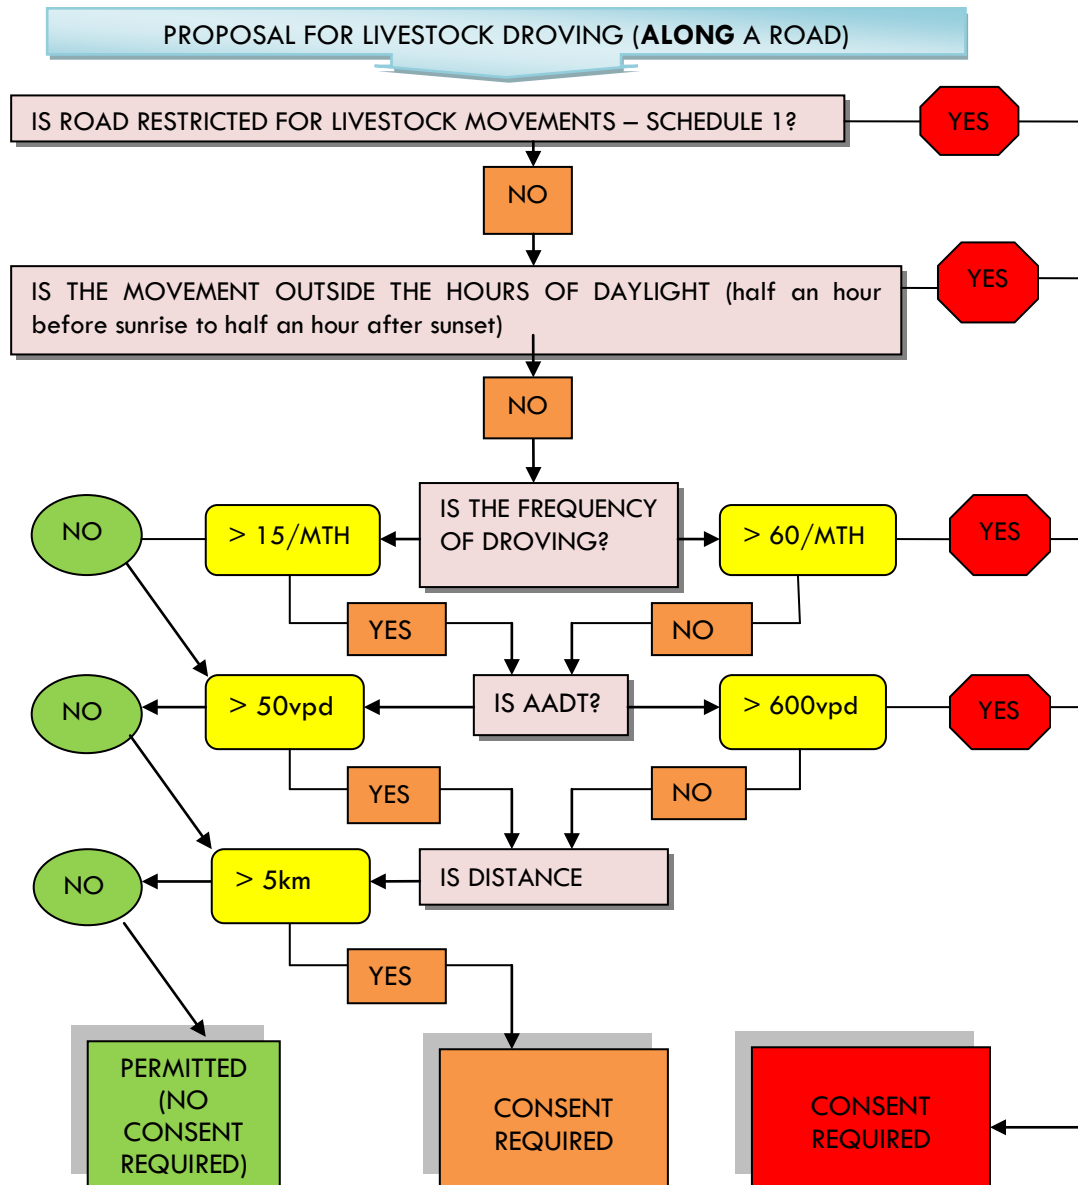 PROPOSAL FOR LIVESTOCK DROVING (ALONG A ROAD)
IS ROAD RESTRICTED FOR LIVESTOCK MOVEMENTS – SCHEDULE 1?
YES
NO
IS THE MOVEMENT OUTSIDE THE HOURS OF DAYLIGHT (half an hour
before sunrise to half an hour after sunset)
YES
NO
IS THE FREQUENCY
OF DROVING?
NO
> 15/MTH
> 60/MTH
YES
YES
NO
NO
> 50vpd
IS AADT?
> 600vpd
YES
YES
NO
NO
> 5km
IS DISTANCE
YES
PERMITTED
(NO
CONSENT
REQUIRED)
CONSENT
REQUIRED
CONSENT
REQUIRED